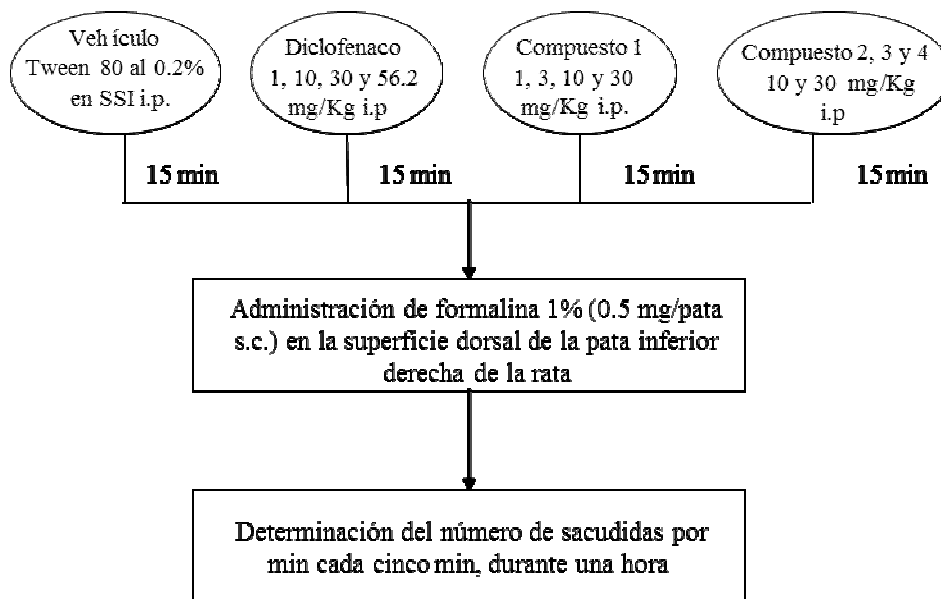 Vehículo
Tween 80 al 0.2%
en SSI i.p.
Diclofenaco
1, 10, 30 y 56.2
mg/Kg i.p
Compuesto 1
1, 3, 10 y 30
mg/Kg i.p.
Compuesto 2, 3 y 4
10 y 30 mg/Kg
i.p
15 min
15 min
15 min
15 min
Administración de formalina 1% (0.5 mg/pata
s.c.) en la superficie dorsal de la pata inferior
derecha de la rata
Determinación del número de sacudidas por
min cada cinco min, durante una hora